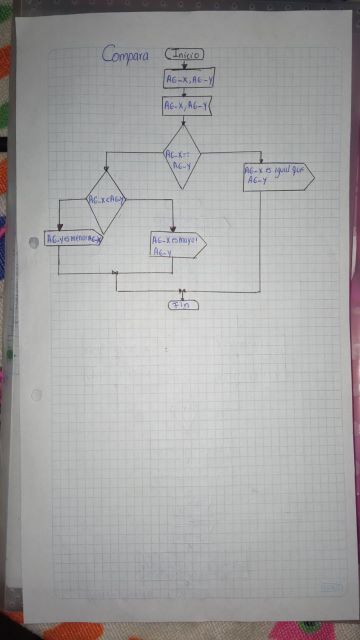 Compara
Inicio
AG-X, AG-Y
AG-X, AG-Y
AG-X==
AG-Y
AG-X es igual que
AG-Y
AG-X<AG-Y
AG-Y es menor AG-X
AG-X es mayor
AG-Y
Fin